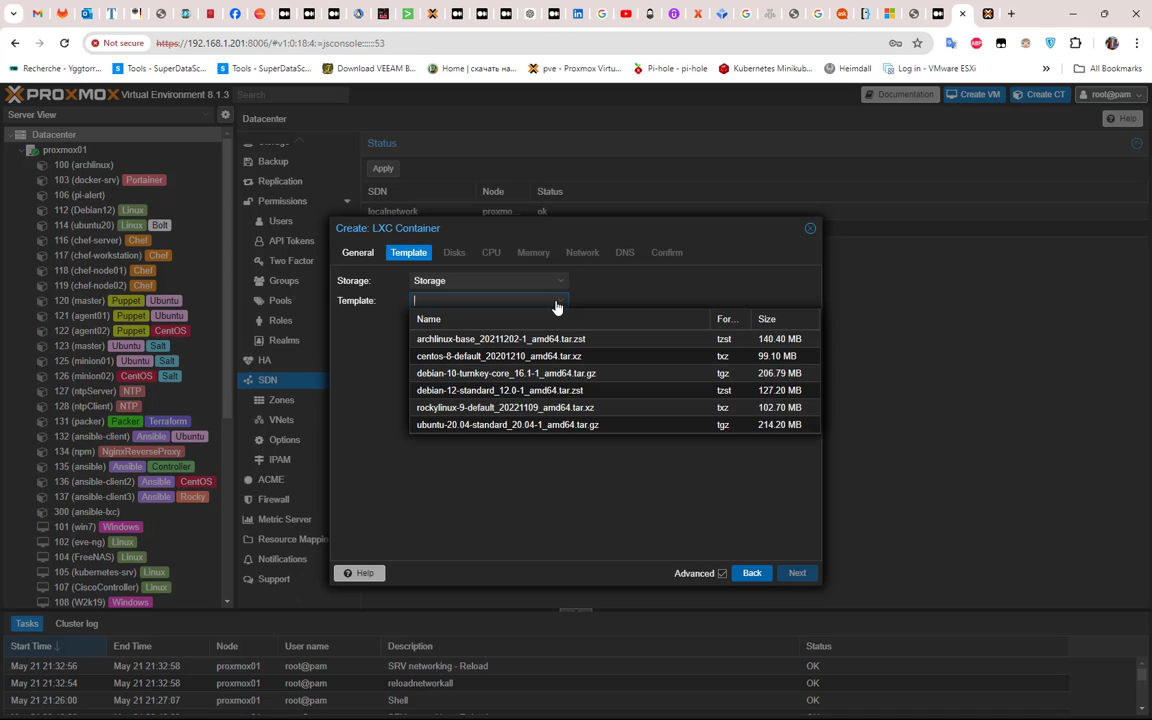 Not secure https://192.168.1.201:8006/#v1:0:18:4:=jsconsole:::::53
Recherche - Yggtorr... Tools - SuperDataSc... Tools - SuperDataSc... Download VEEAM B... Home | скачать на... pve - Proxmox Virtu... Pi-hole - pi-hole Kubernetes Minikub... Heimdall Log in - VMware ESXi » All Bookmarks
PROXMOX Virtual Environment 8.1.3 Search Documentation Create VM Create CT root@pam
Server View Datacenter Help
Datacenter
proxmox01
100 (archlinux)
103 (docker-srv) Portainer
106 (pi-alert)
112 (Debian12) Linux
114 (ubuntu20) Linux Bolt
116 (chef-server) Chef
117 (chef-workstation) Chef
118 (chef-node01) Chef
119 (chef-node02) Chef
120 (master) Puppet Ubuntu
121 (agent01) Puppet Ubuntu
122 (agent02) Puppet CentOS
123 (master) Ubuntu Salt
125 (minion01) Ubuntu Salt
126 (minion02) CentOS Salt
127 (ntpServer) NTP
128 (ntpClient) NTP
131 (packer) Packer Terraform
132 (ansible-client) Ansible Ubuntu
134 (npm) NginxReverseProxy
135 (ansible) Ansible Controller
136 (ansible-client2) Ansible CentOS
137 (ansible-client3) Ansible Rocky
300 (ansible-lxc)
101 (win7) Windows
102 (eve-ng) Linux
104 (FreeNAS) Linux
105 (kubernetes-srv) Linux
107 (CiscoController) Linux
108 (W2k19) Windows
Storage
Backup
Replication
Permissions
Users
API Tokens
Two Factor
Groups
Pools
Roles
Realms
HA
SDN
Zones
VNets
Options
IPAM
ACME
Firewall
Metric Server
Resource Mappin
Notifications
Support
Status
Apply
SDN Node Status
localnetwork proxmo... ok
Create: LXC Container
General Template Disks CPU Memory Network DNS Confirm
Storage: Storage
Template:
Name For... Size
archlinux-base_20211202-1_amd64.tar.zst tzst 140.40 MB
centos-8-default_20201210_amd64.tar.xz txz 99.10 MB
debian-10-turnkey-core_16.1-1_amd64.tar.gz tgz 206.79 MB
debian-12-standard_12.0-1_amd64.tar.zst tzst 127.20 MB
rockylinux-9-default_20221109_amd64.tar.xz txz 102.70 MB
ubuntu-20.04-standard_20.04-1_amd64.tar.gz tgz 214.20 MB
Help Advanced Back Next
Tasks Cluster log
Start Time End Time Node User name Description Status
May 21 21:32:56 May 21 21:32:58 proxmox01 root@pam SRV networking - Reload OK
May 21 21:32:54 May 21 21:32:58 proxmox01 root@pam reloadnetworkall OK
May 21 21:26:00 May 21 21:27:07 proxmox01 root@pam Shell OK